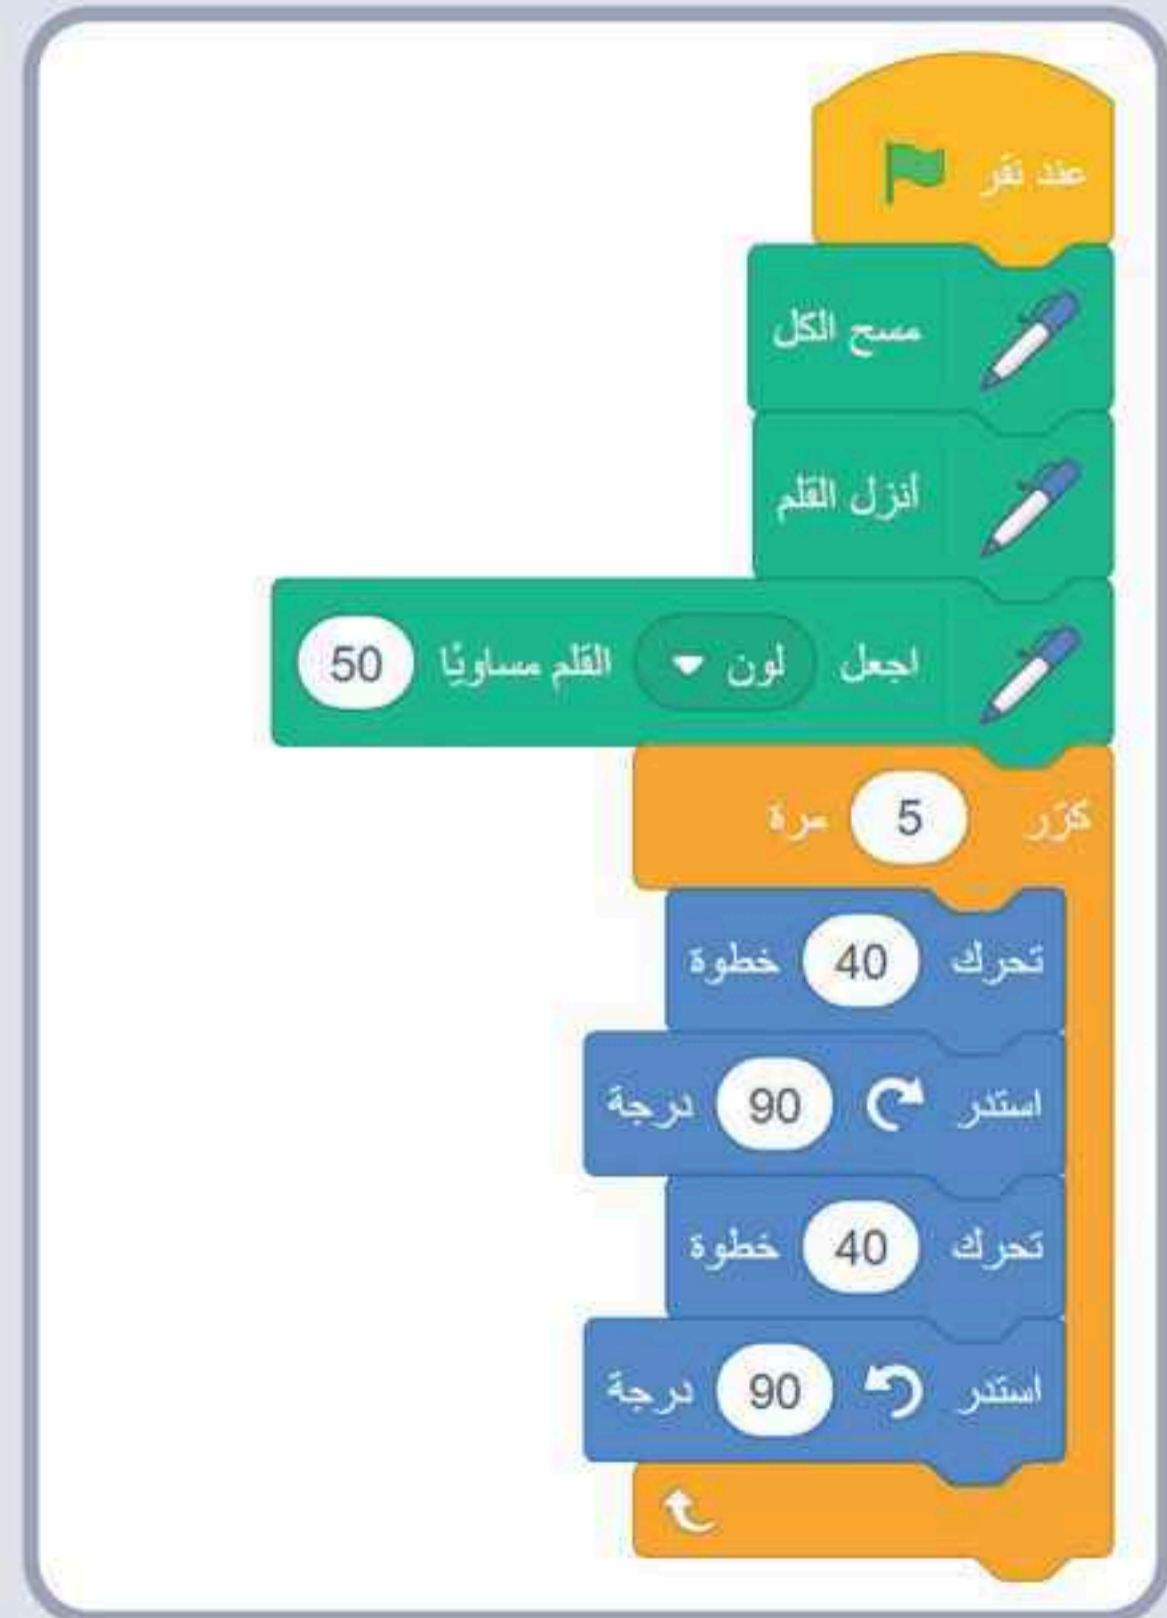 عند نقر
مسح الكل
أنزل القلم
اجعل لون القلم مساويًا 50
كرّر 5 مرة
تحرك 40 خطوة
استدر 90 درجة
تحرك 40 خطوة
استدر 90 درجة